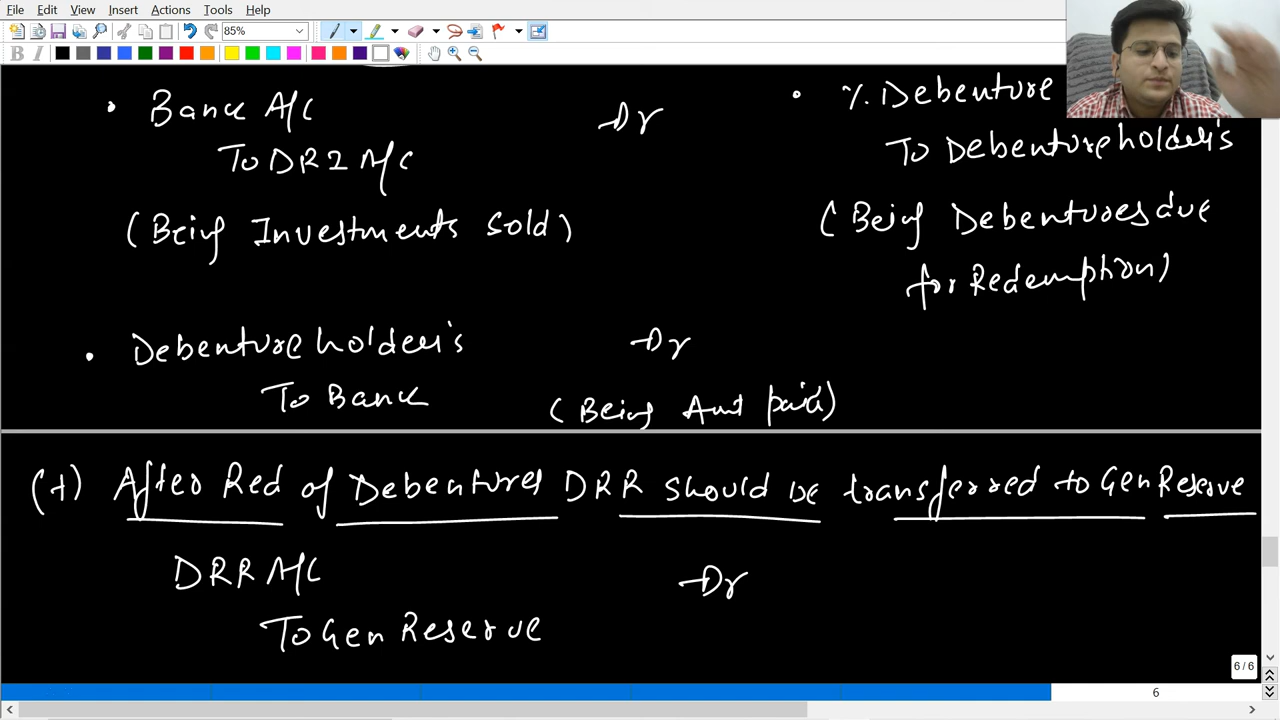 File Edit View Insert Actions Tools Help
85%
B I U
• Bank A/C Dr
To DRI A/C
(Being Investments Sold)
• %. Debenture
To Debentureholder's
(Being Debentures due
for Redemption)
• Debentureholder's Dr
To Bank
(Being Amt paid)
(+) After Red of Debentures DRR should be transferred to Gen Reserve
DRR A/C Dr
To Gen Reserve
6 / 6
6